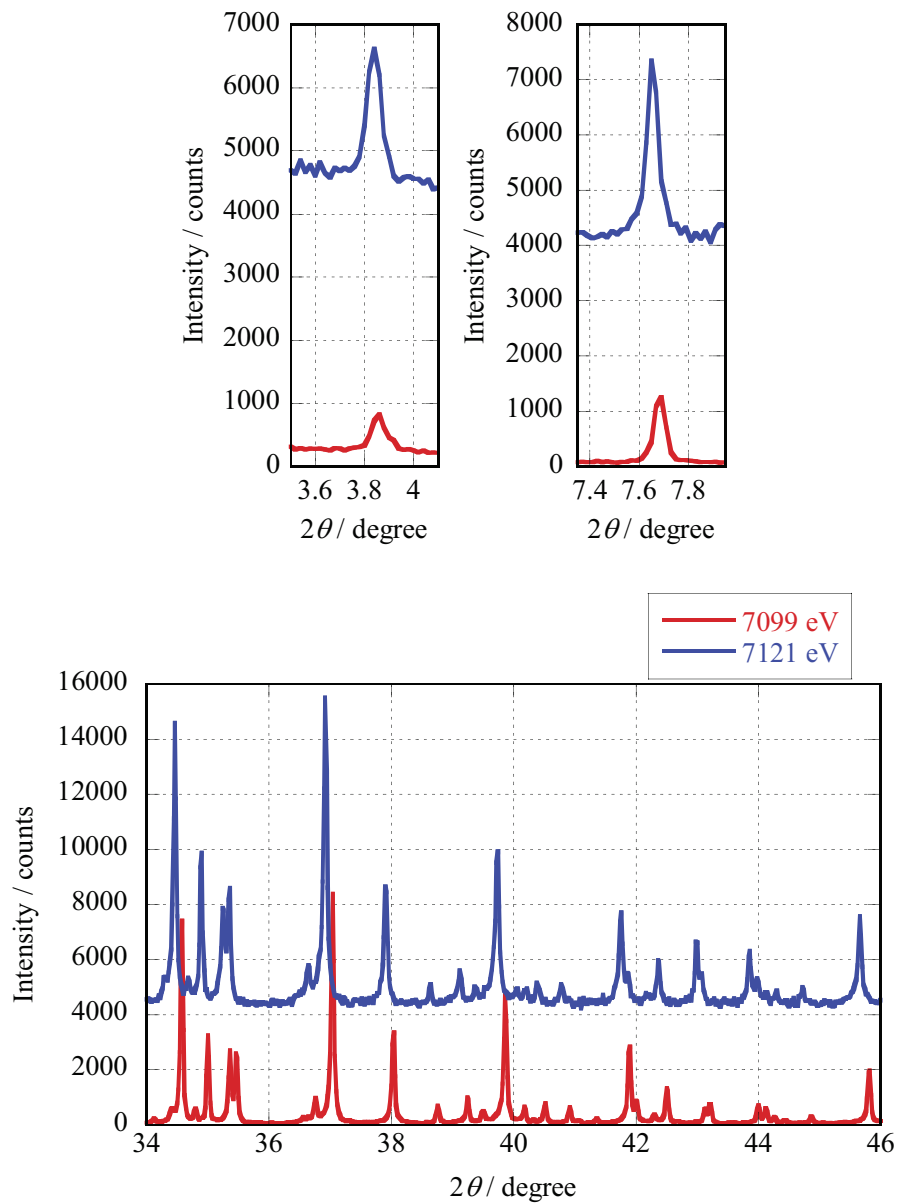 7000
6000
5000
4000
3000
2000
1000
0
Intensity / counts
3.6 3.8 4
2θ / degree
8000
7000
6000
5000
4000
3000
2000
1000
0
Intensity / counts
7.4 7.6 7.8
2θ / degree
7099 eV
7121 eV
16000
14000
12000
10000
8000
6000
4000
2000
0
Intensity / counts
34 36 38 40 42 44 46
2θ / degree